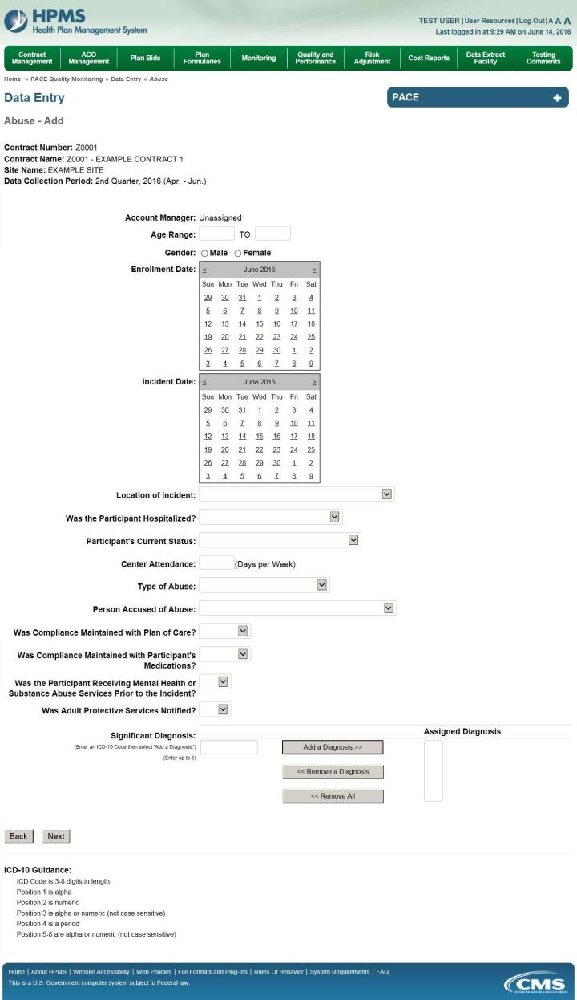 HPMS
Health Plan Management System
TEST USER | User Resources | Log Out | A A A
Last logged in at 9:29 AM on June 14, 2016
Contract Management
ACO Management
Plan Bids
Plan Formularies
Monitoring
Quality and Performance
Risk Adjustment
Cost Reports
Data Extract Facility
Testing Comments
Home » PACE Quality Monitoring » Data Entry » Abuse
Data Entry
PACE +
Abuse - Add
Contract Number: Z0001
Contract Name: Z0001 - EXAMPLE CONTRACT 1
Site Name: EXAMPLE SITE
Data Collection Period: 2nd Quarter, 2016 (Apr. - Jun.)
Account Manager: Unassigned
Age Range: TO
Gender: Male Female
Enrollment Date: < June 2016 >
Sun Mon Tue Wed Thu Fri Sat
29 30 31 1 2 3 4
5 6 7 8 9 10 11
12 13 14 15 16 17 18
19 20 21 22 23 24 25
26 27 28 29 30 1 2
3 4 5 6 7 8 9
Incident Date: < June 2016 >
Sun Mon Tue Wed Thu Fri Sat
29 30 31 1 2 3 4
5 6 7 8 9 10 11
12 13 14 15 16 17 18
19 20 21 22 23 24 25
26 27 28 29 30 1 2
3 4 5 6 7 8 9
Location of Incident:
Was the Participant Hospitalized?
Participant's Current Status:
Center Attendance: (Days per Week)
Type of Abuse:
Person Accused of Abuse:
Was Compliance Maintained with Plan of Care?
Was Compliance Maintained with Participant's
Medications?
Was the Participant Receiving Mental Health or
Substance Abuse Services Prior to the Incident?
Was Adult Protective Services Notified?
Significant Diagnosis:
(Enter an ICD-10 Code then select 'Add a Diagnosis.')
(Enter up to 5)
Assigned Diagnosis
Add a Diagnosis >>
<< Remove a Diagnosis
<< Remove All
Back Next
ICD-10 Guidance:
ICD Code is 3-8 digits in length
Position 1 is alpha
Position 2 is numeric
Position 3 is alpha or numeric (not case sensitive)
Position 4 is a period
Position 5-8 are alpha or numeric (not case sensitive)
Home | About HPMS | Website Accessibility | Web Policies | File Formats and Plug-Ins | Rules Of Behavior | System Requirements | FAQ
This is a U.S. Government computer system subject to Federal law.
CMS
CENTERS FOR MEDICARE & MEDICAID SERVICES